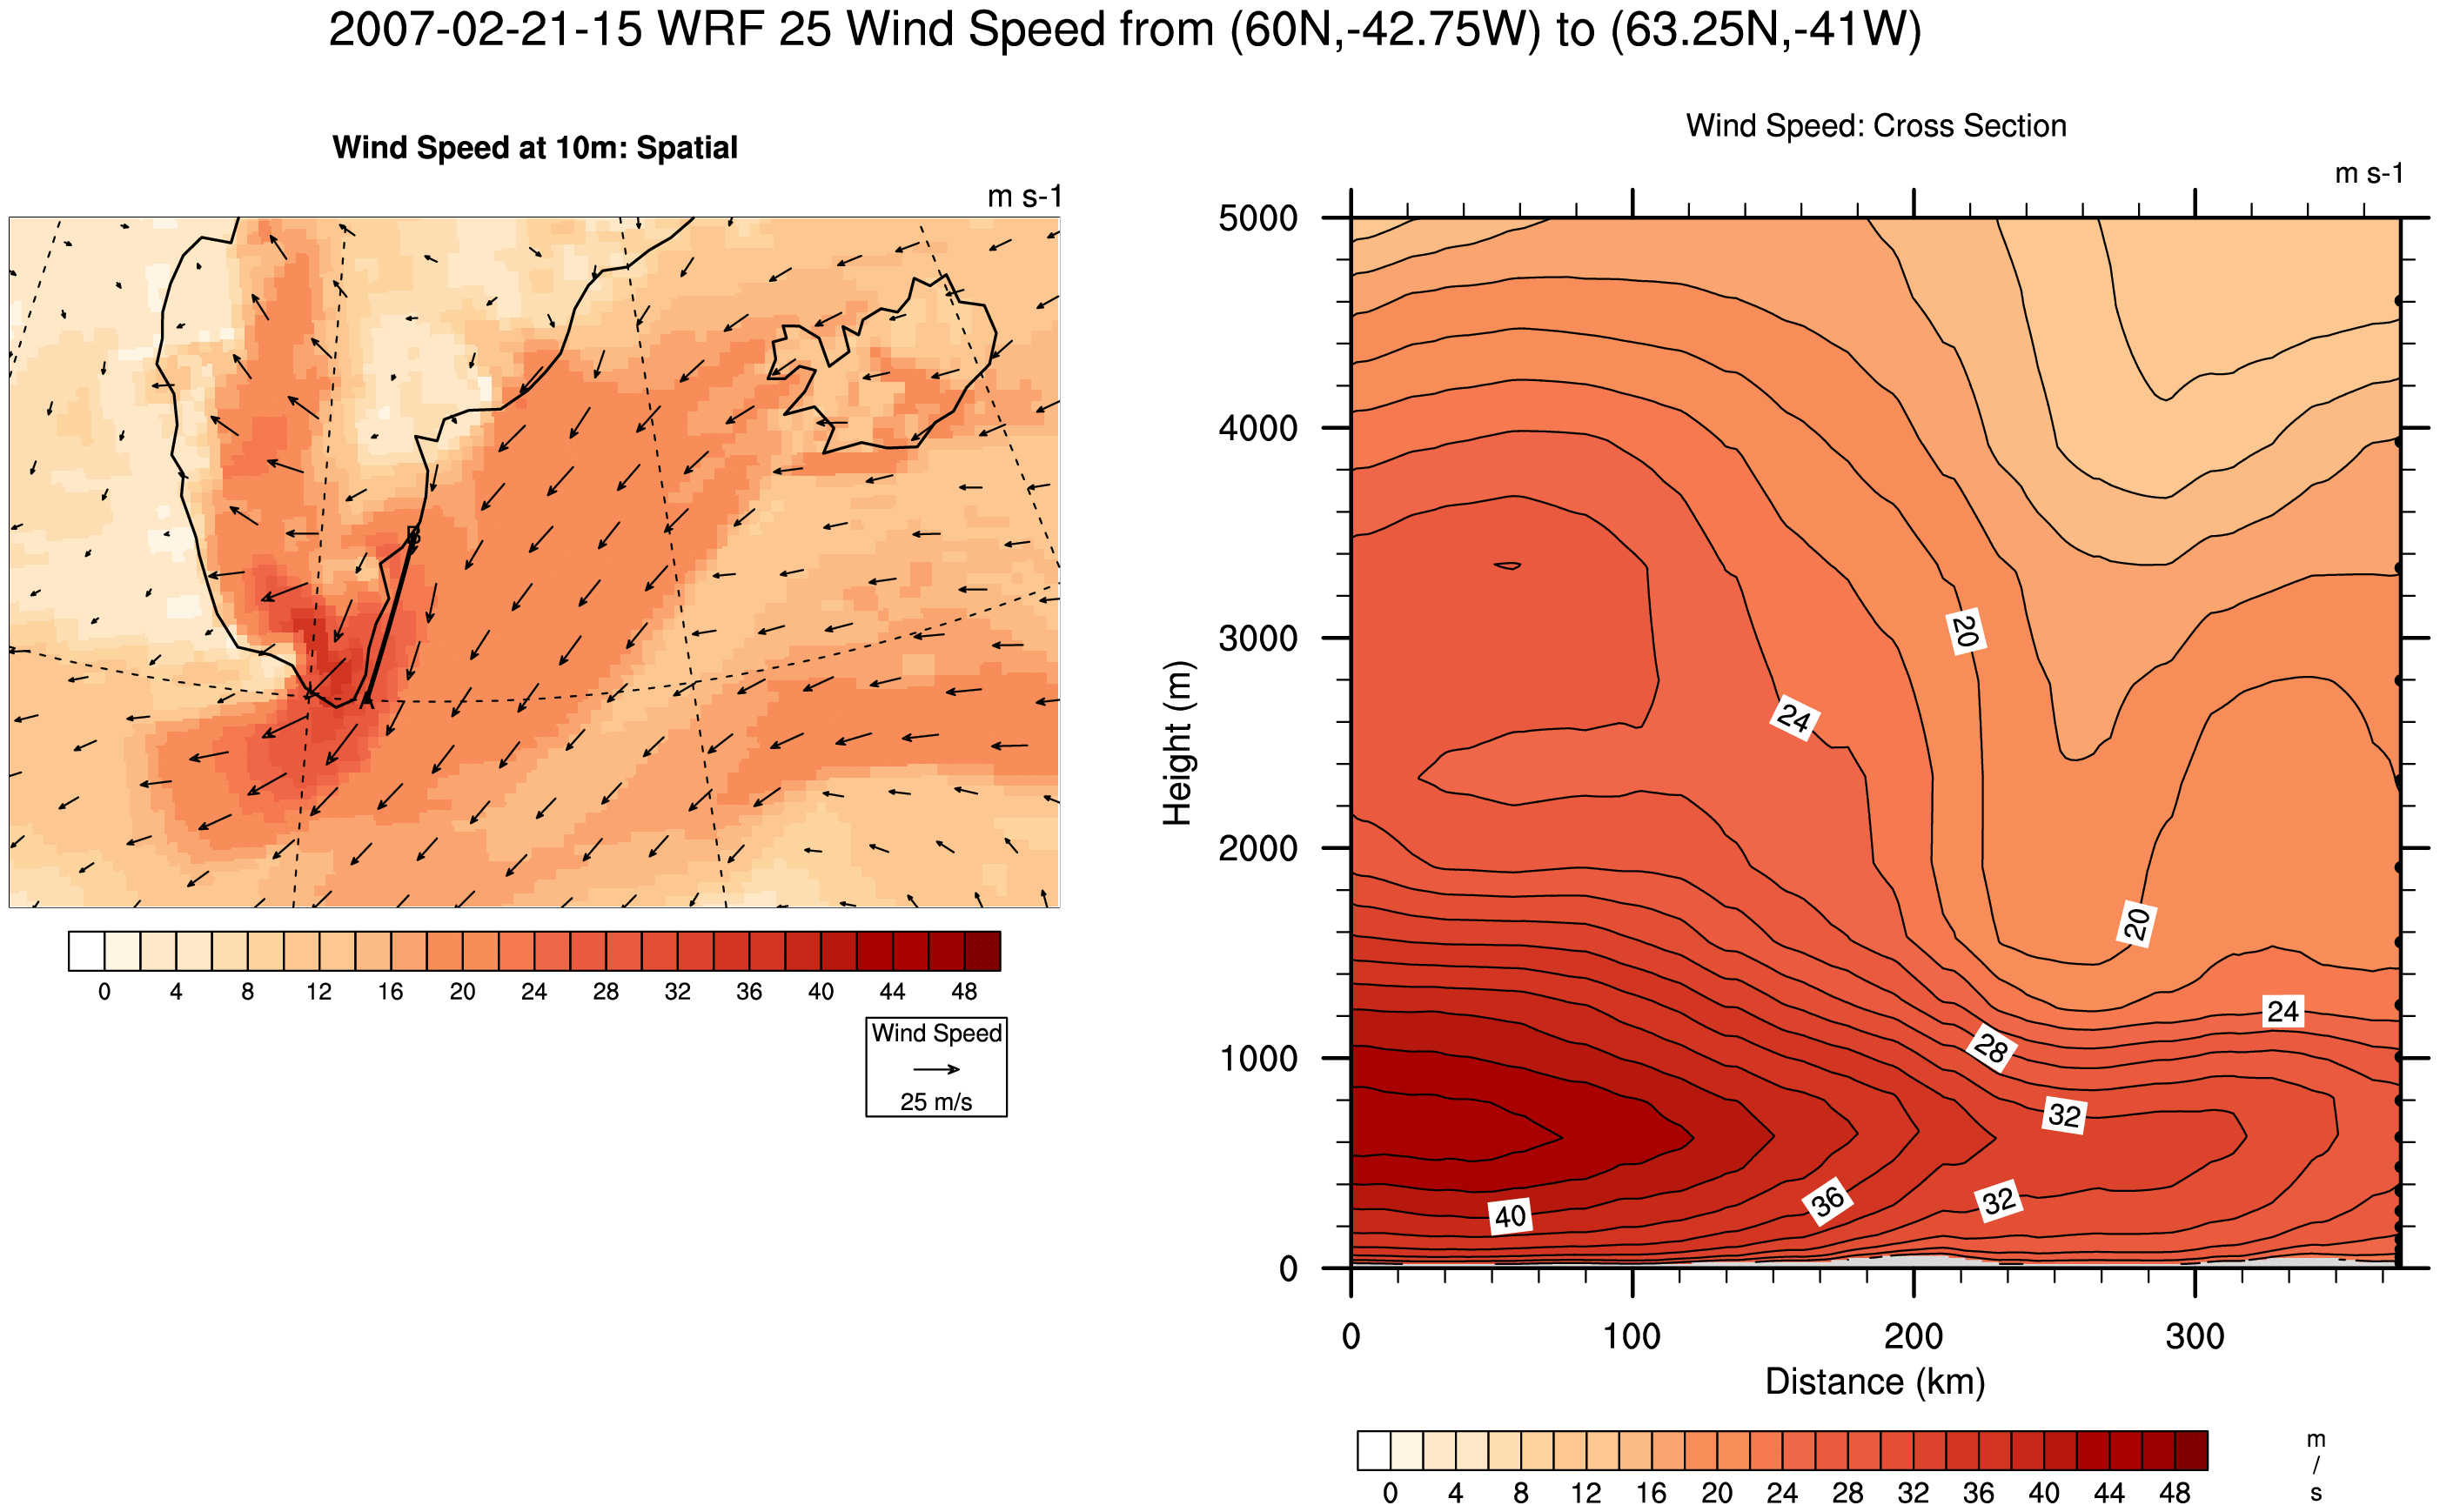 2007-02-21-15 WRF 25 Wind Speed from (60N,-42.75W) to (63.25N,-41W)
Wind Speed at 10m: Spatial
m s-1
B
A
0 4 8 12 16 20 24 28 32 36 40 44 48
Wind Speed
25 m/s
Wind Speed: Cross Section
m s-1
5000
4000
3000
2000
1000
0
Height (m)
20
24
20
24
28
32
32
36
40
0 100 200 300
Distance (km)
0 4 8 12 16 20 24 28 32 36 40 44 48
m
/
s